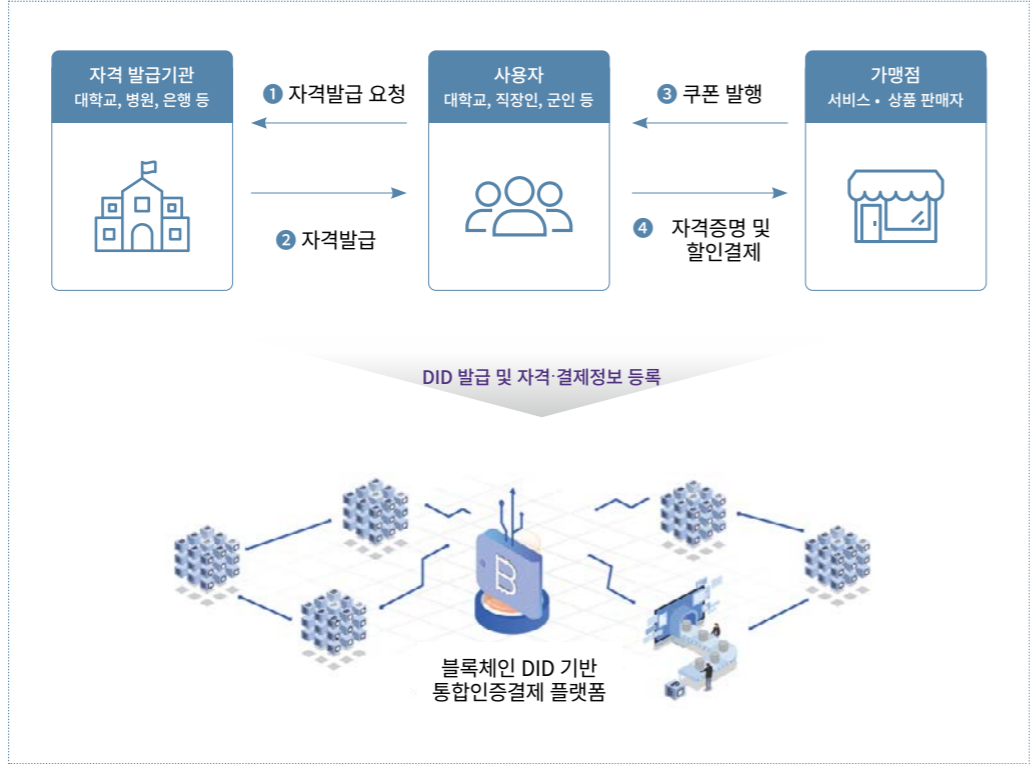 자격 발급기관
대학교, 병원, 은행 등
❶ 자격발급 요청
❷ 자격발급
사용자
대학교, 직장인, 군인 등
❸ 쿠폰 발행
❹ 자격증명 및
할인결제
가맹점
서비스 • 상품 판매자
DID 발급 및 자격·결제정보 등록
B
블록체인 DID 기반
통합인증결제 플랫폼